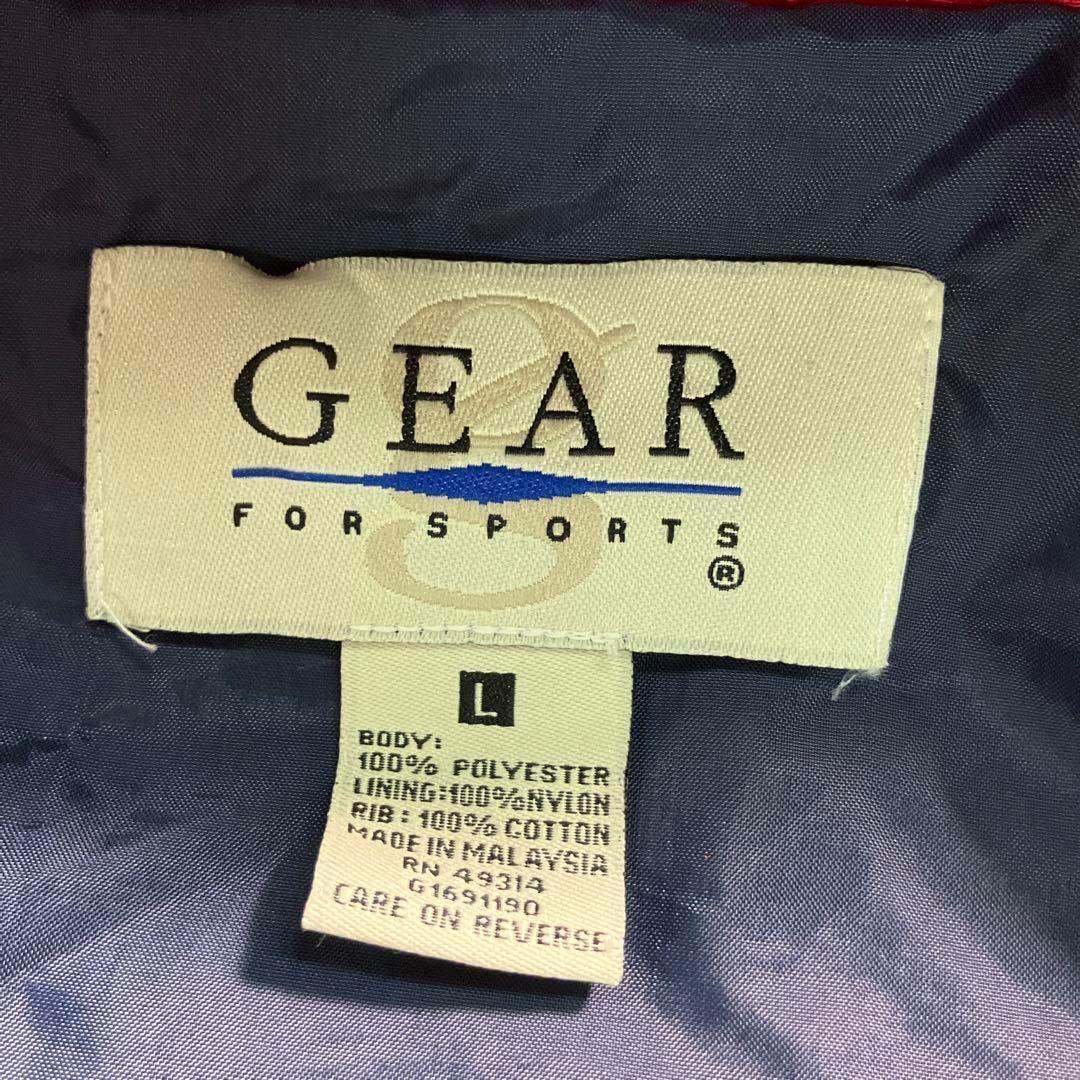 GEAR
FOR SPORTS
®
L
BODY:
100% POLYESTER
LINING:100%NYLON
RIB: 100% COTTON
MADE IN MALAYSIA
RN 49314
G1691190
CARE ON REVERSE